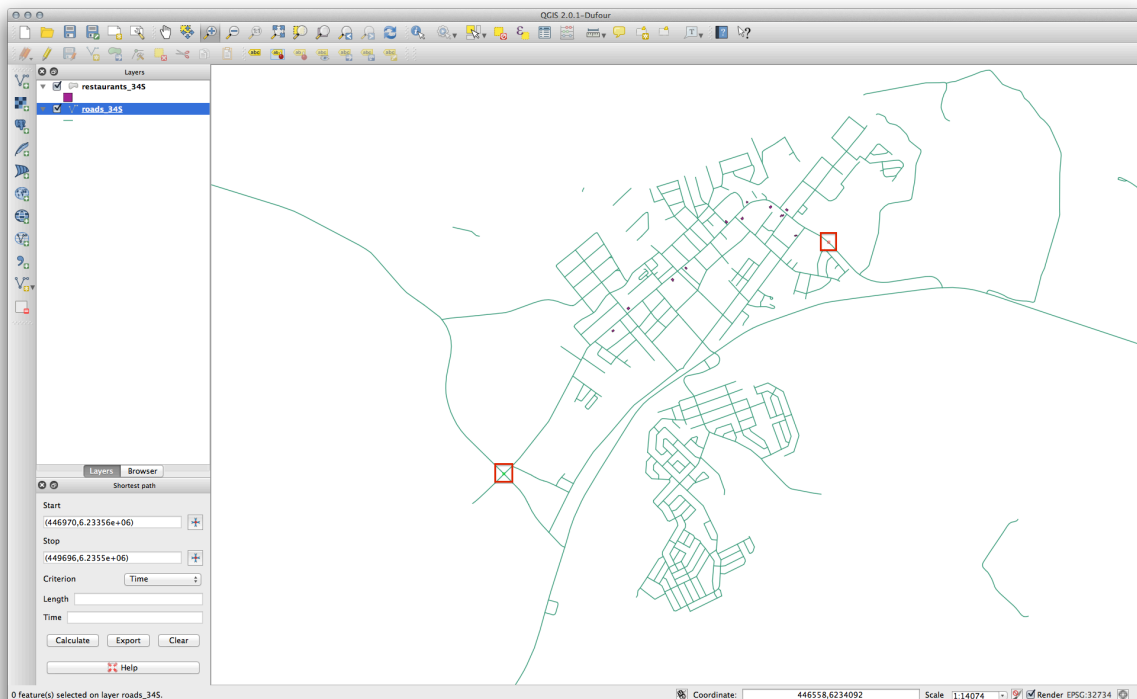 QGIS 2.0.1-Dufour
Layers
restaurants_34S
roads_34S
Layers Browser
Shortest path
Start
(446970,6.23356e+06)
Stop
(449696,6.2355e+06)
Criterion Time
Length
Time
Calculate Export Clear
Help
0 feature(s) selected on layer roads_34S. Coordinate: 446558,6234092 Scale 1:14074 Render EPSG:32734